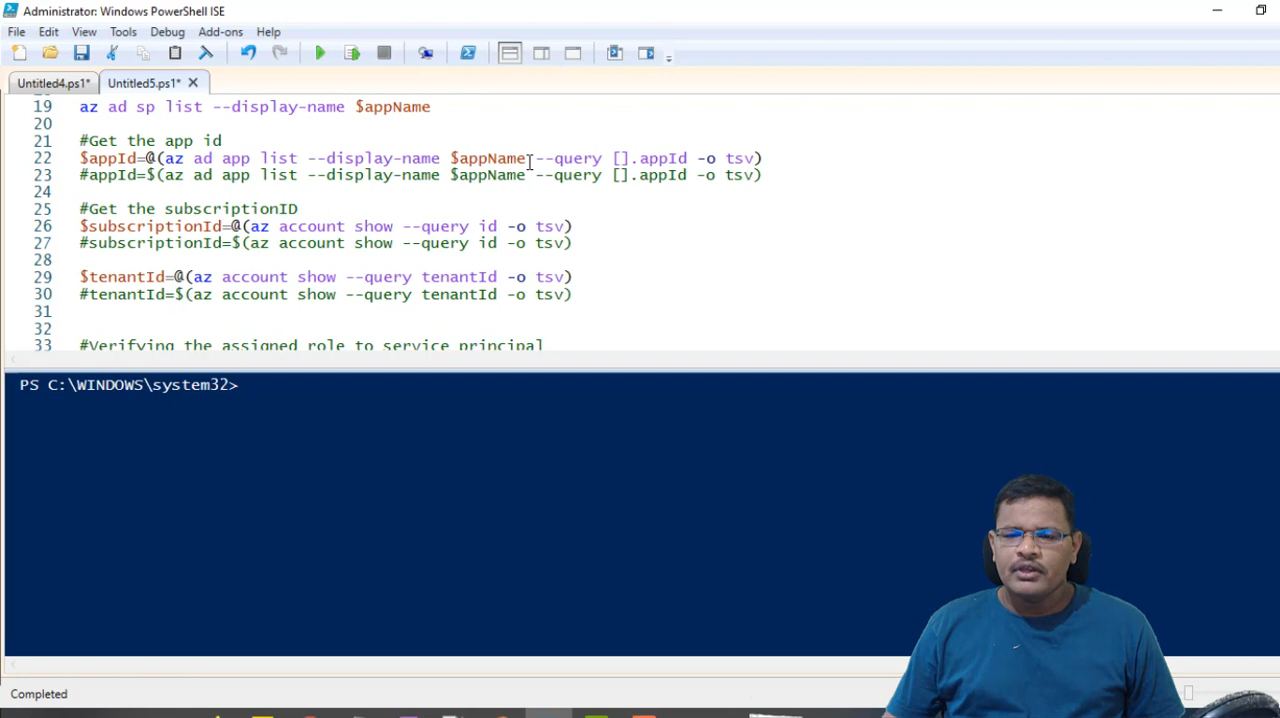 Administrator: Windows PowerShell ISE
File Edit View Tools Debug Add-ons Help
Untitled4.ps1* Untitled5.ps1* X
19 az ad sp list --display-name $appName
20
21 #Get the app id
22 $appId=@(az ad app list --display-name $appName --query [].appId -o tsv)
23 #appId=$(az ad app list --display-name $appName --query [].appId -o tsv)
24
25 #Get the subscriptionID
26 $subscriptionId=@(az account show --query id -o tsv)
27 #subscriptionId=$(az account show --query id -o tsv)
28
29 $tenantId=@(az account show --query tenantId -o tsv)
30 #tenantId=$(az account show --query tenantId -o tsv)
31
32
33 #Verifying the assigned role to service principal
PS C:\WINDOWS\system32>
Completed